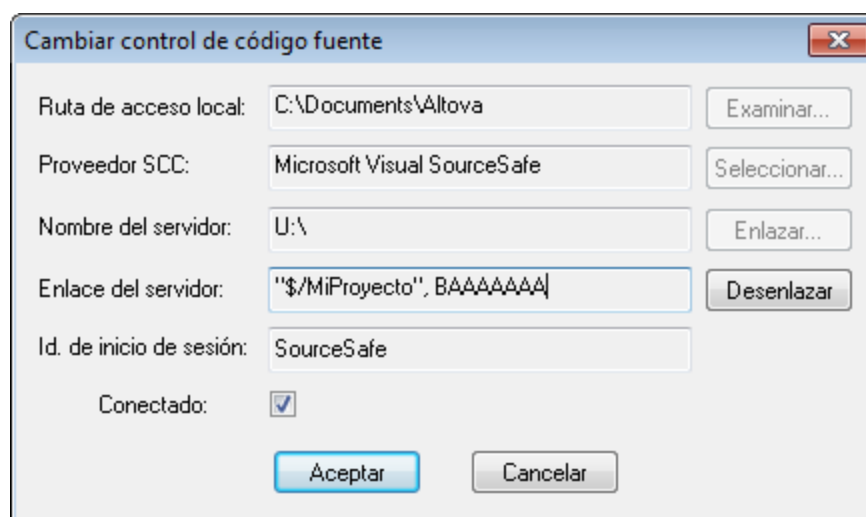 Cambiar control de código fuente
Ruta de acceso local: C:\Documents\Altova Examinar...
Proveedor SCC: Microsoft Visual SourceSafe Seleccionar...
Nombre del servidor: U:\ Enlazar...
Enlace del servidor: "$/MiProyecto", BAAAAAAA Desenlazar
Id. de inicio de sesión: SourceSafe
Conectado:
Aceptar Cancelar